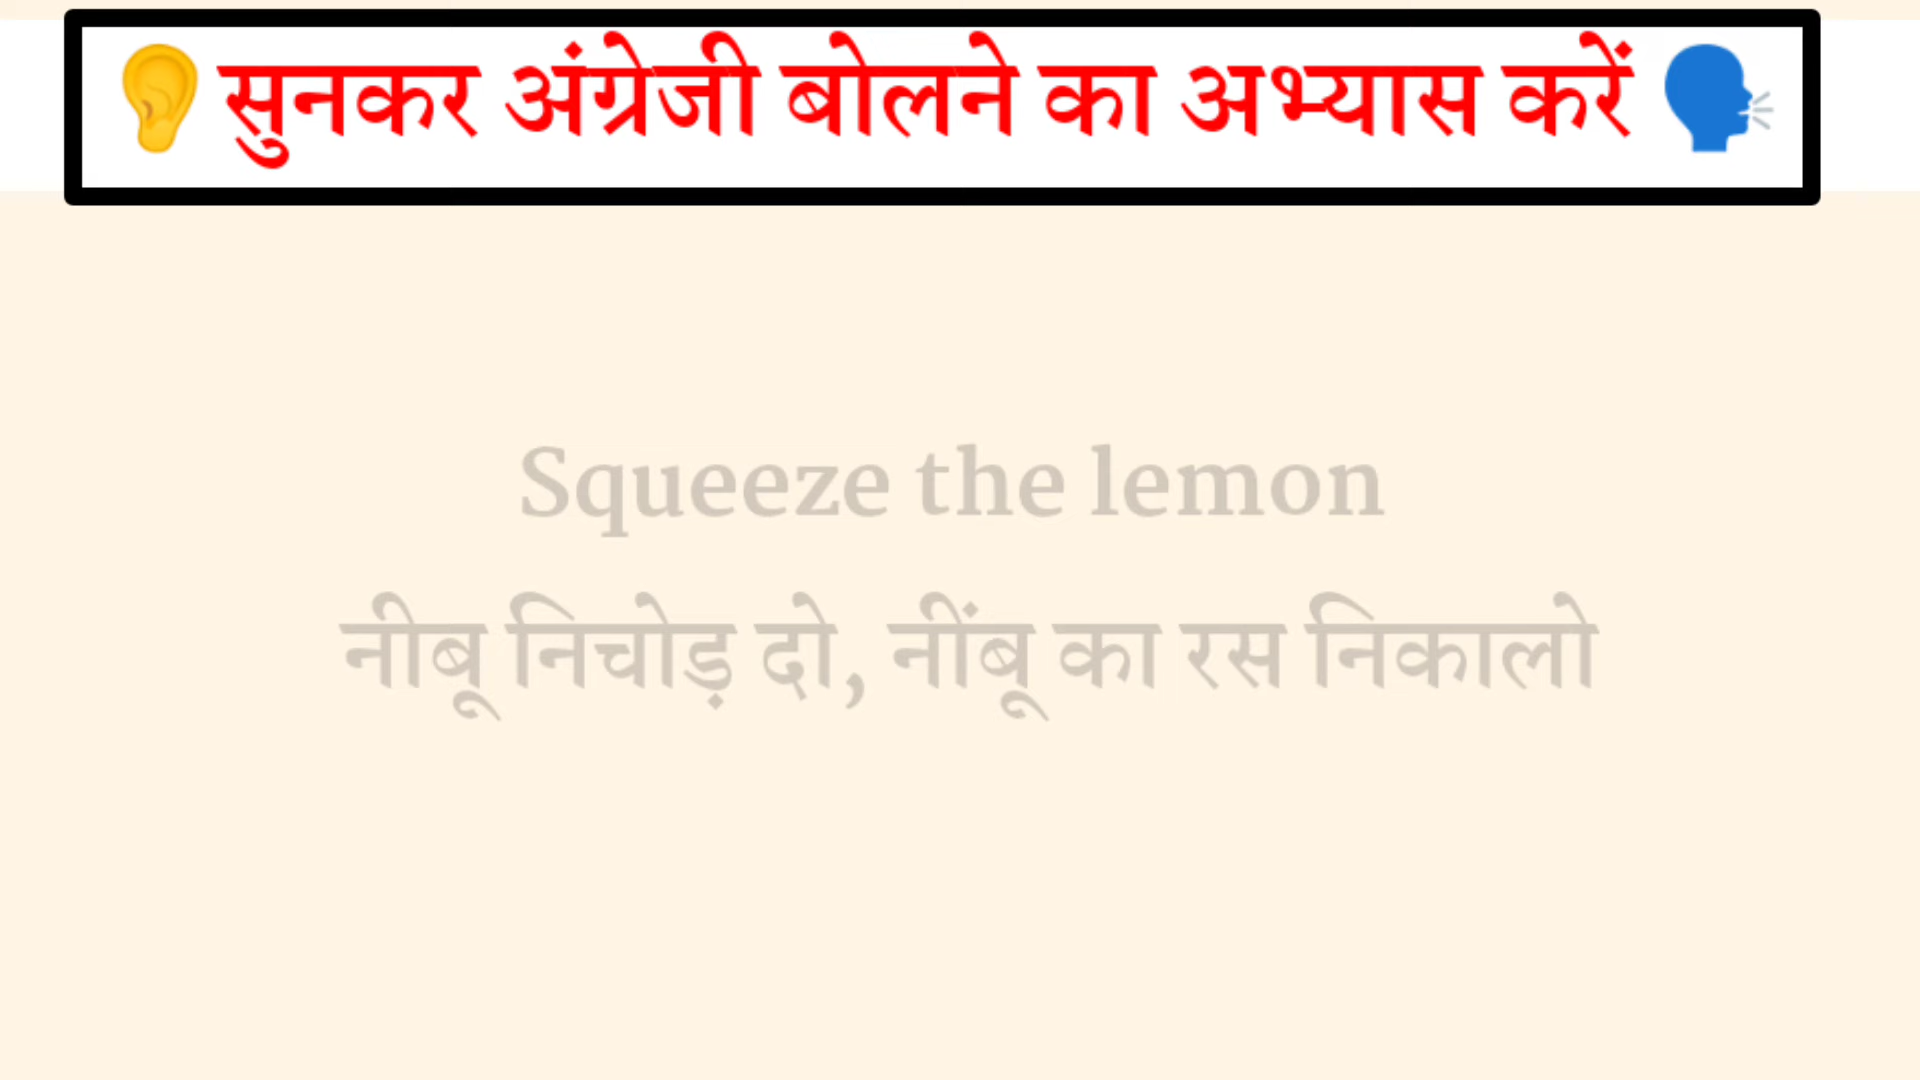 सुनकर अंग्रेजी बोलने का अभ्यास करें
Squeeze the lemon
नीबू निचोड़ दो, नींबू का रस निकालो